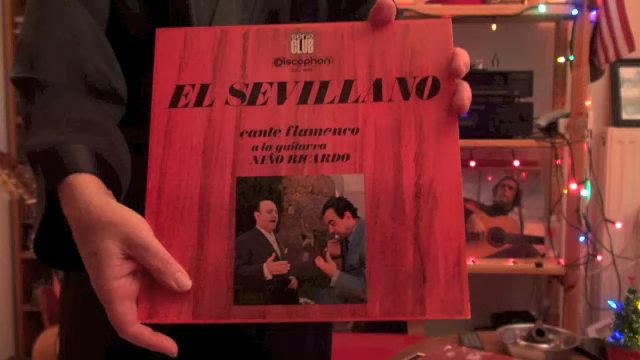 serie
CLUB
Discophon
EL SEVILLANO
cante flamenco
a la guitarra
NIÑO RICARDO